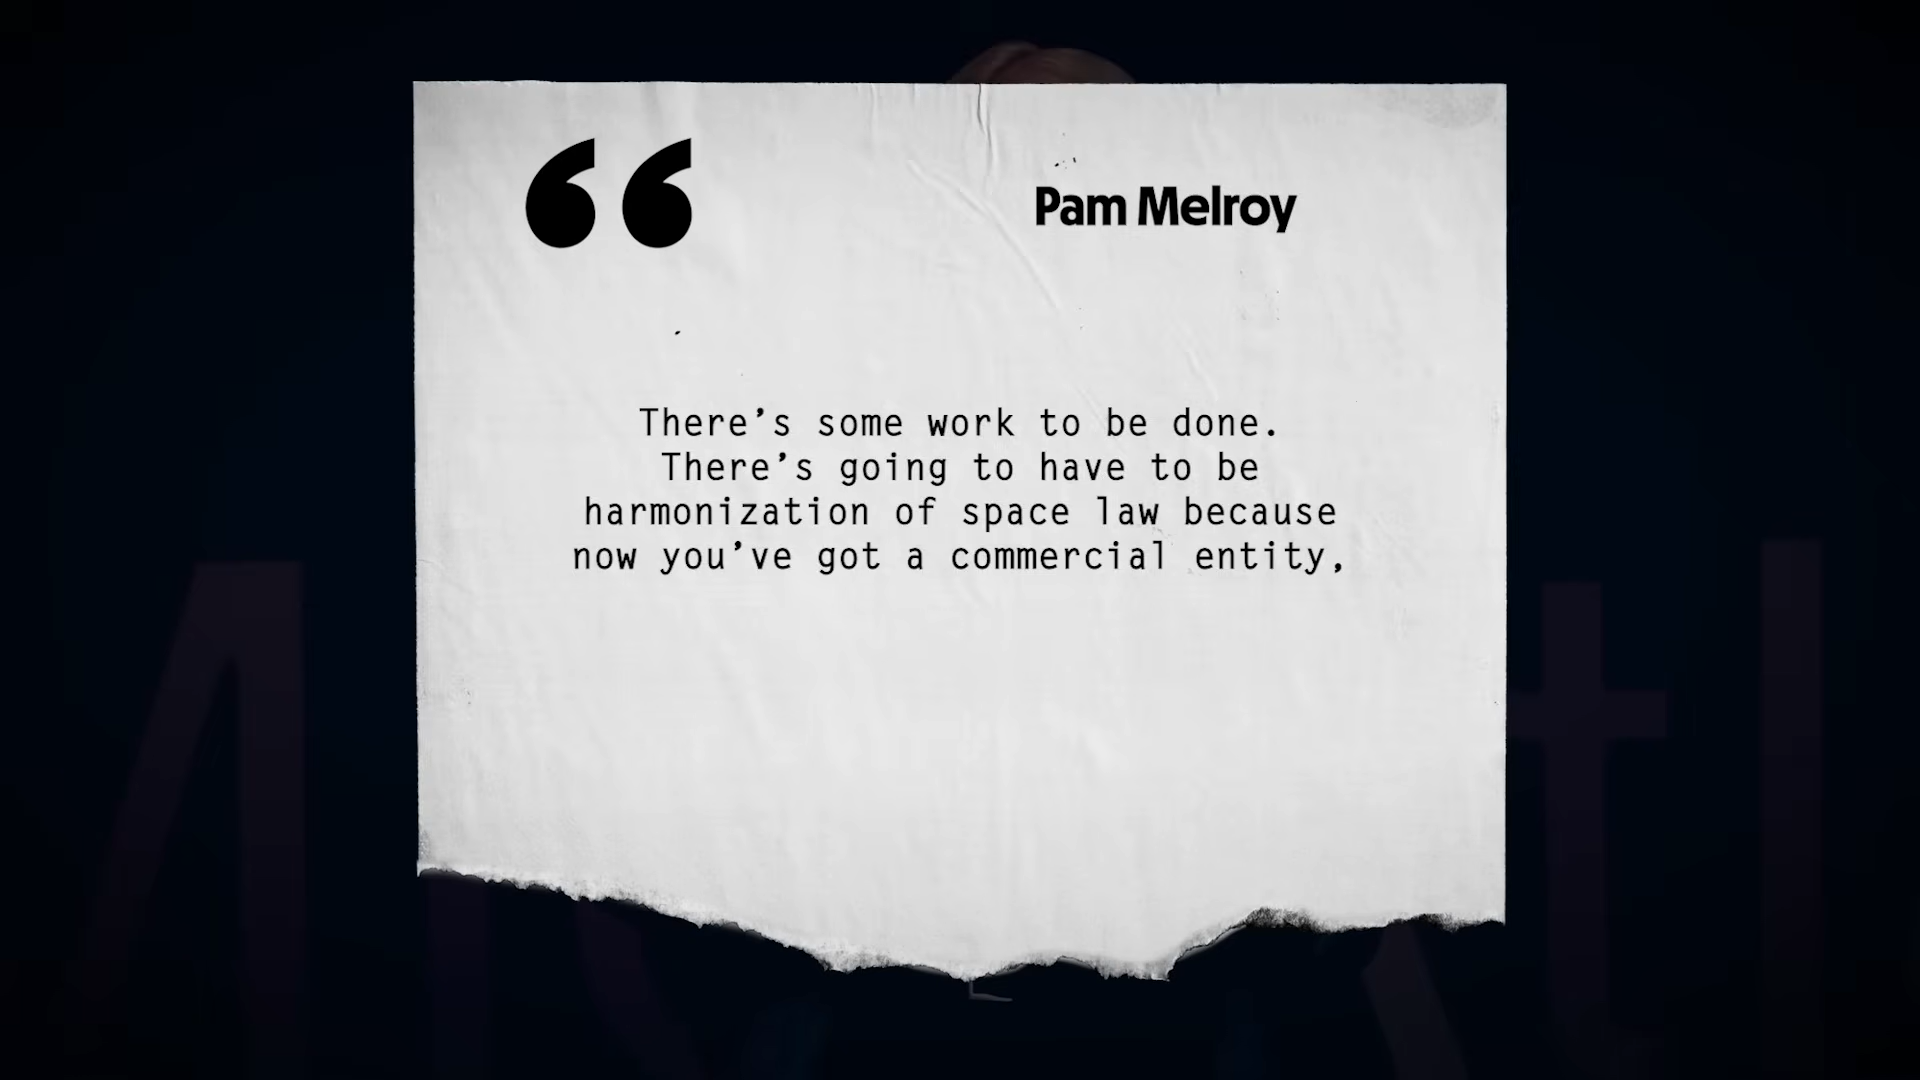 “
Pam Melroy
There’s some work to be done.
There’s going to have to be
harmonization of space law because
now you’ve got a commercial entity,